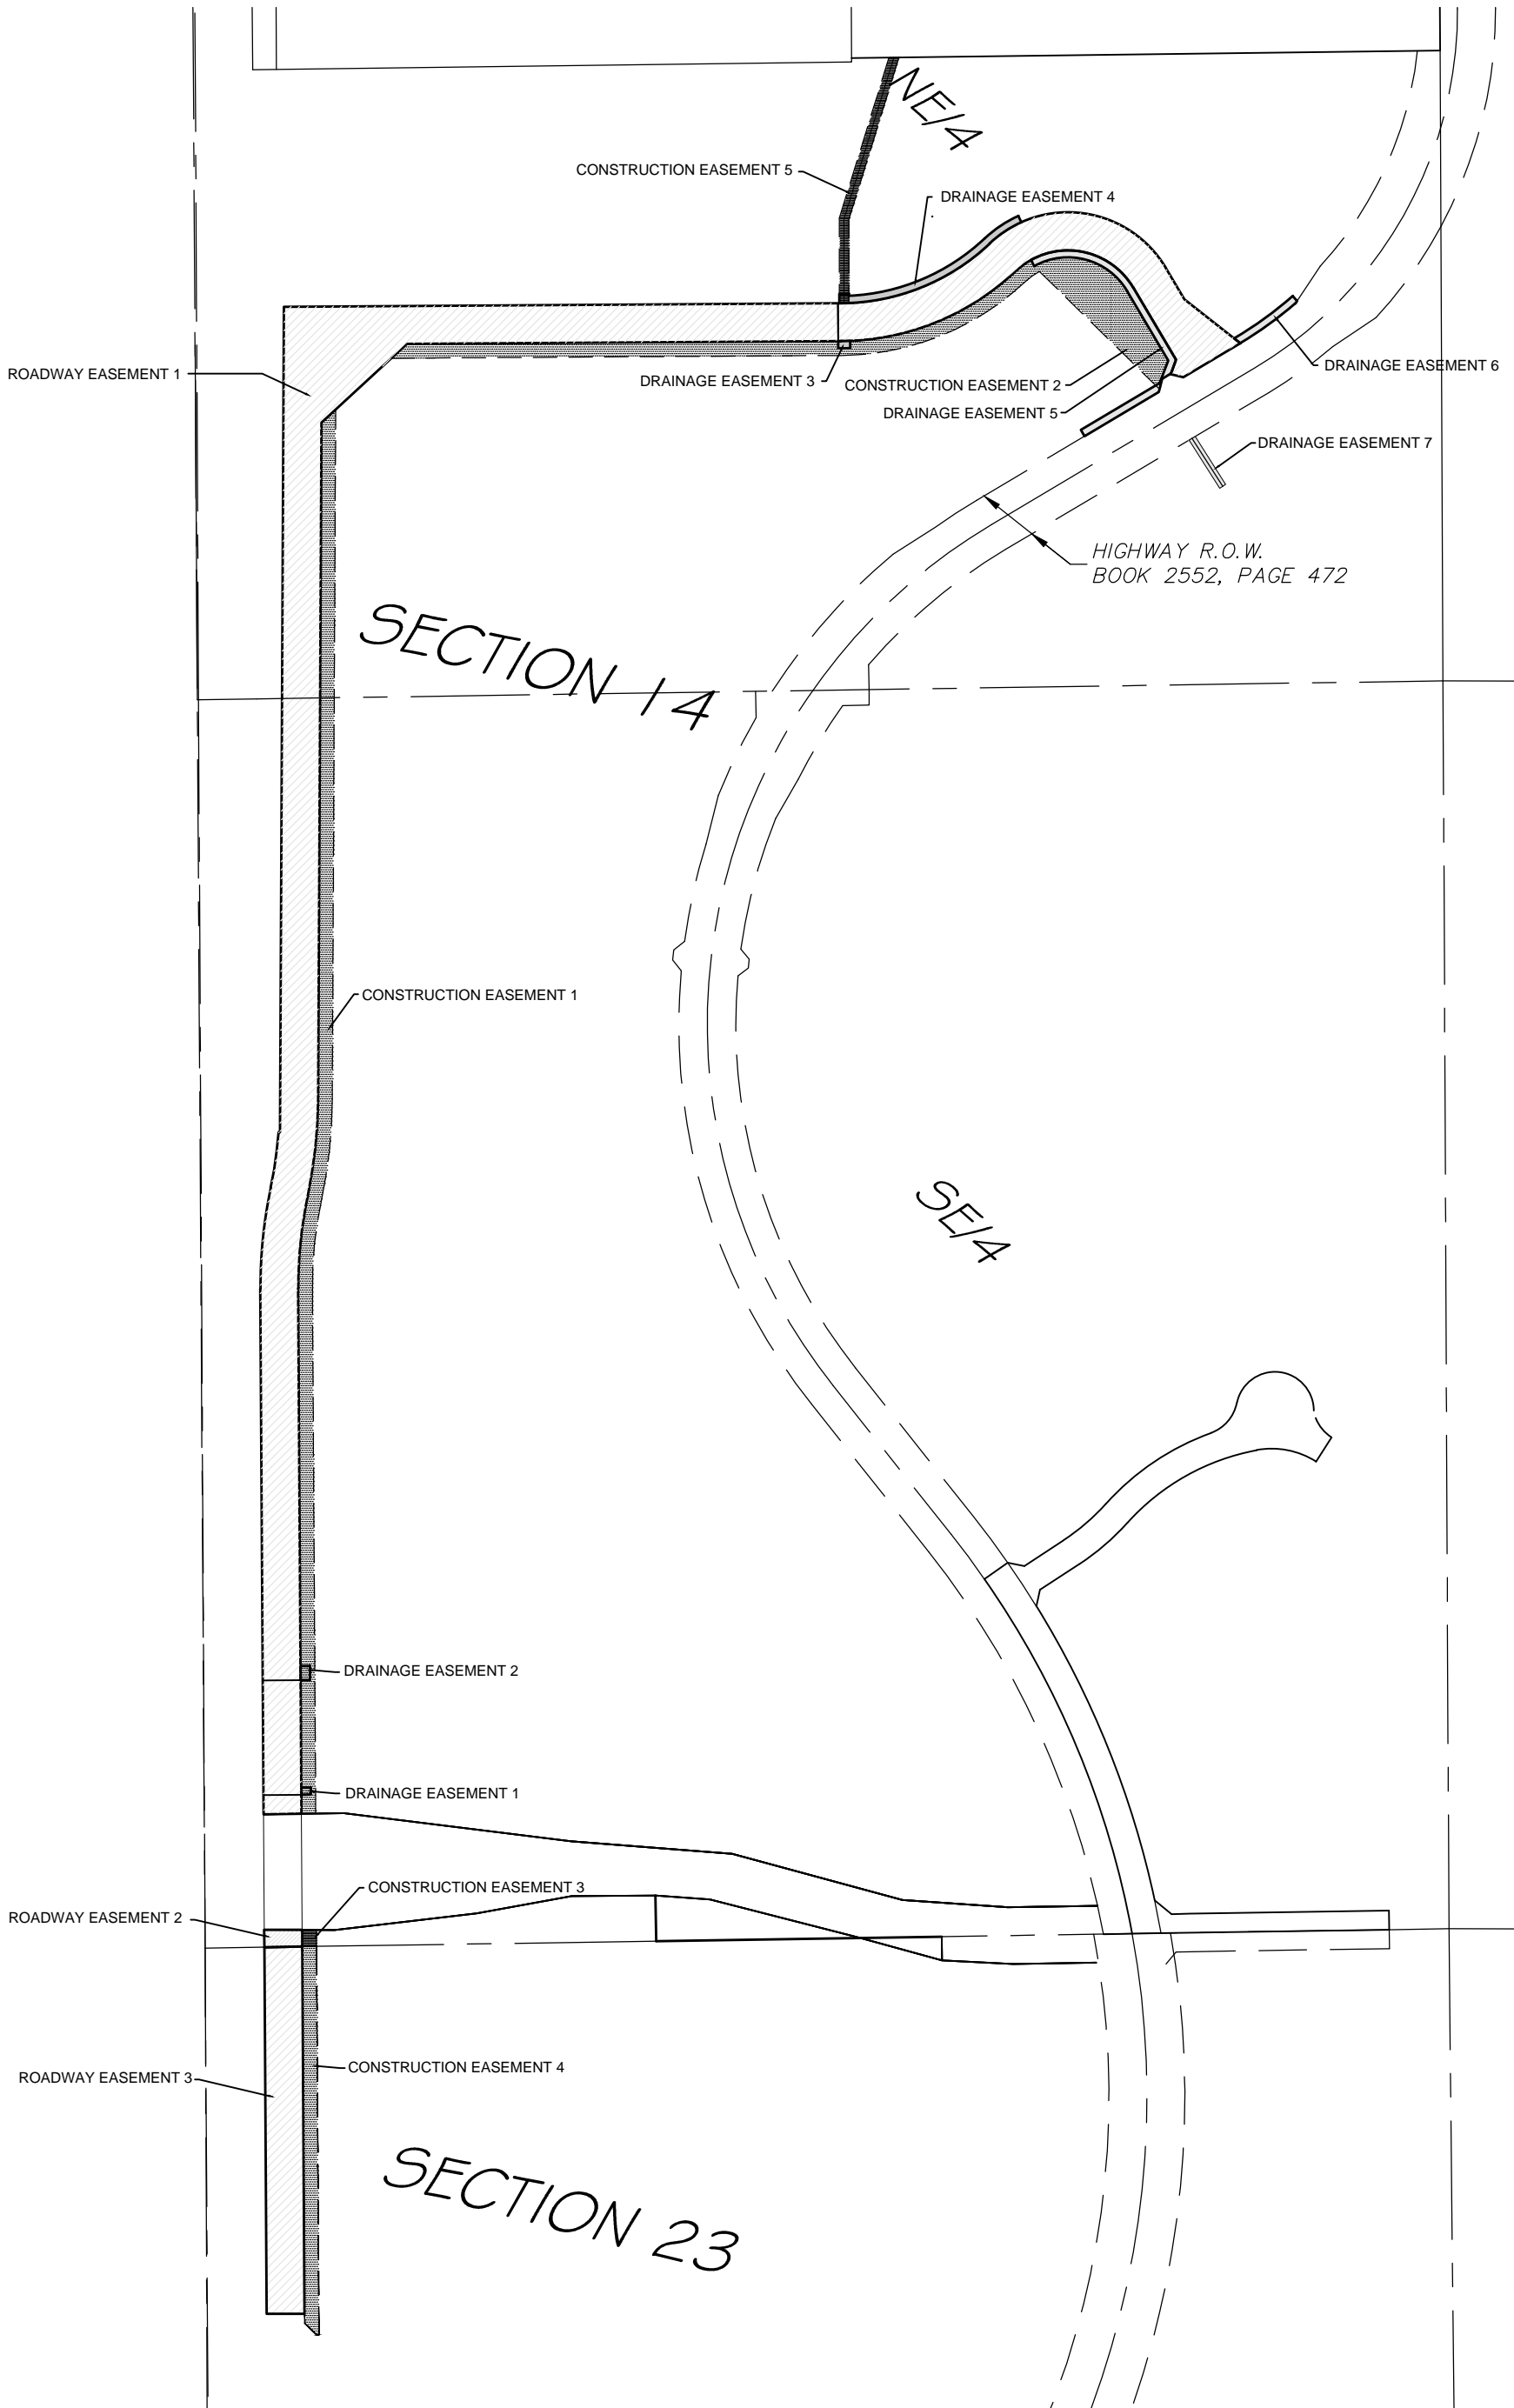 NE/4
CONSTRUCTION EASEMENT 5
DRAINAGE EASEMENT 4
ROADWAY EASEMENT 1
DRAINAGE EASEMENT 3
CONSTRUCTION EASEMENT 2
DRAINAGE EASEMENT 6
DRAINAGE EASEMENT 5
DRAINAGE EASEMENT 7
HIGHWAY R.O.W.
BOOK 2552, PAGE 472
SECTION 14
CONSTRUCTION EASEMENT 1
SE/4
DRAINAGE EASEMENT 2
DRAINAGE EASEMENT 1
CONSTRUCTION EASEMENT 3
ROADWAY EASEMENT 2
CONSTRUCTION EASEMENT 4
ROADWAY EASEMENT 3
SECTION 23